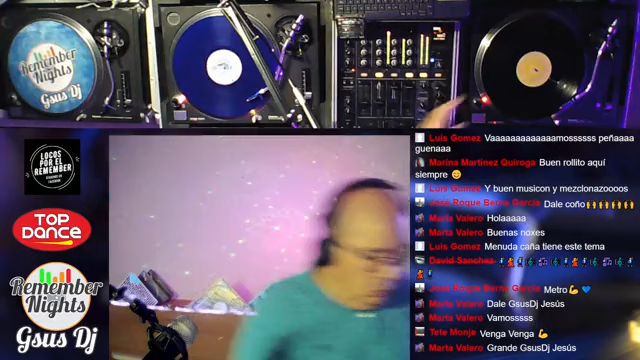 Remember
Nights
Gsus Dj
LOCOS
POR EL
REMEMBER
TOP
DANCE
Remember
Nights
Gsus Dj
Luis Gomez Vaaaaaaaaaaaaamossssss peñaaaa
guenaaa
Marina Martinez Quiroga Buen rollito aquí
siempre 😊
Luis Gomez Y buen musicon y mezclonazoooos
Jose Roque Berne Garcia Dale coño🙌🙌🙌🙌🙌
Marta Valero Holaaaaa
Marta Valero Buenas noxes
Luis Gomez Menuda caña tiene este tema
David Sanchez
Jose Roque Berne Garcia Metro💪 💙
Marta Valero Dale GsusDj Jesús
Marta Valero Vamosssss
Tete Monje Venga Venga 💪
Marta Valero Grande GsusDj Jesús